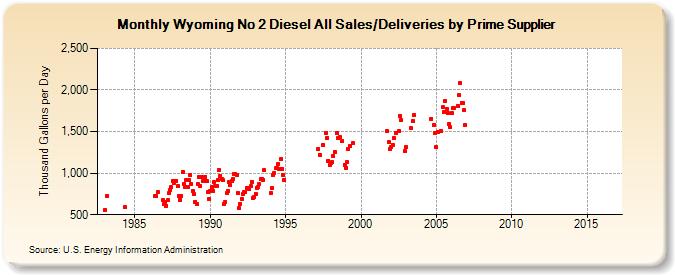 Monthly Wyoming No 2 Diesel All Sales/Deliveries by Prime Supplier
Thousand Gallons per Day
2,500
2,000
1,500
1,000
500
1985 1990 1995 2000 2005 2010 2015
Source: U.S. Energy Information Administration